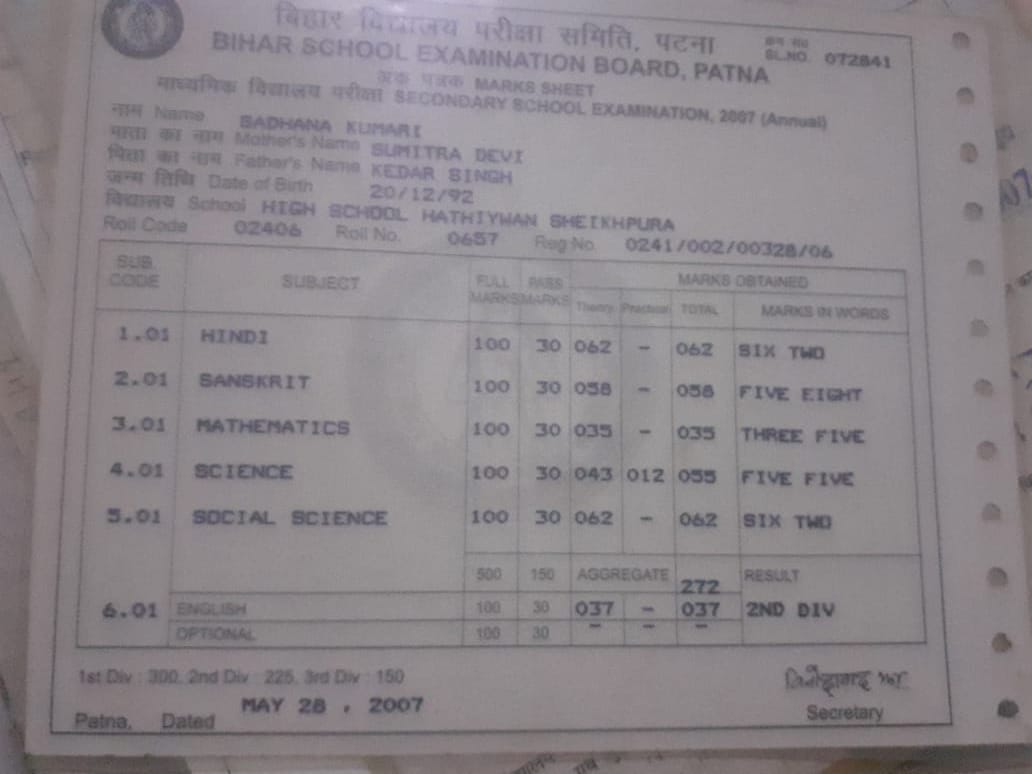 बिहार विद्यालय परीक्षा समिति, पटना
BIHAR SCHOOL EXAMINATION BOARD, PATNA
क्रम सं०
SL.NO. 072841
अंक पत्रक MARKS SHEET
माध्यमिक विद्यालय परीक्षा SECONDARY SCHOOL EXAMINATION, 2007 (Annual)
नाम Name SADHANA KUMARI
माता का नाम Mother's Name SUMITRA DEVI
पिता का नाम Father's Name KEDAR SINGH
जन्म तिथि Date of Birth 20/12/92
विद्यालय School HIGH SCHOOL HATHIYWAN SHEIKHPURA
Roll Code 02406 Roll No. 0657 Reg No. 0241/002/00328/06
SUB. CODE SUBJECT FULL MARKS PASS MARKS MARKS OBTAINED
Theory Practical TOTAL MARKS IN WORDS
1.01 HINDI 100 30 062 - 062 SIX TWO
2.01 SANSKRIT 100 30 058 - 058 FIVE EIGHT
3.01 MATHEMATICS 100 30 035 - 035 THREE FIVE
4.01 SCIENCE 100 30 043 012 055 FIVE FIVE
5.01 SOCIAL SCIENCE 100 30 062 - 062 SIX TWO
500 150 AGGREGATE 272 RESULT
6.01 ENGLISH 100 30 037 - 037 2ND DIV
OPTIONAL 100 30 - - -
1st Div : 300, 2nd Div : 225, 3rd Div : 150
Patna, Dated MAY 28 , 2007
Secretary